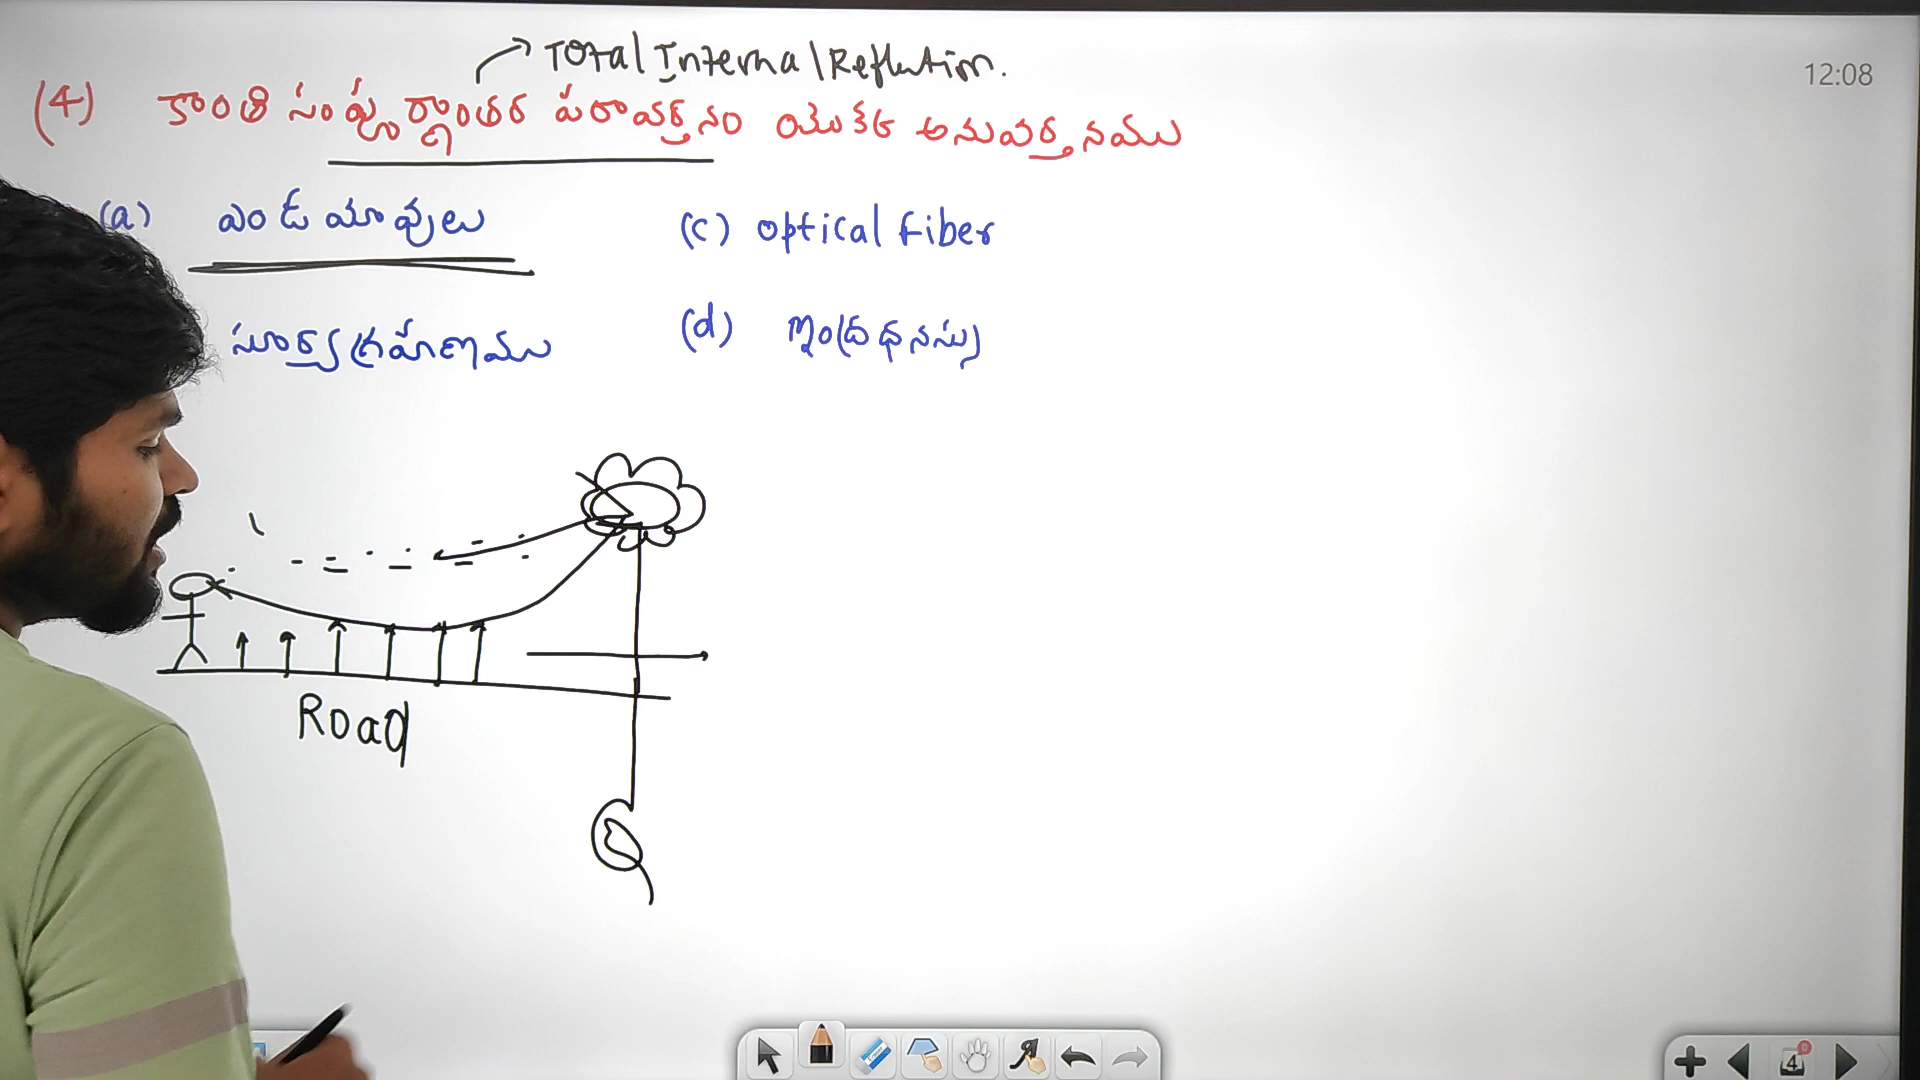 Total Internal Reflection.
12:08
(4) కాంతి సంపూర్ణాంతర పరావర్తనం యొక్క అనువర్తనము
(a) ఎండమావులు
(c) optical fiber
సూర్యగ్రహణము
(d) ఇంద్రధనస్సు
Road
4